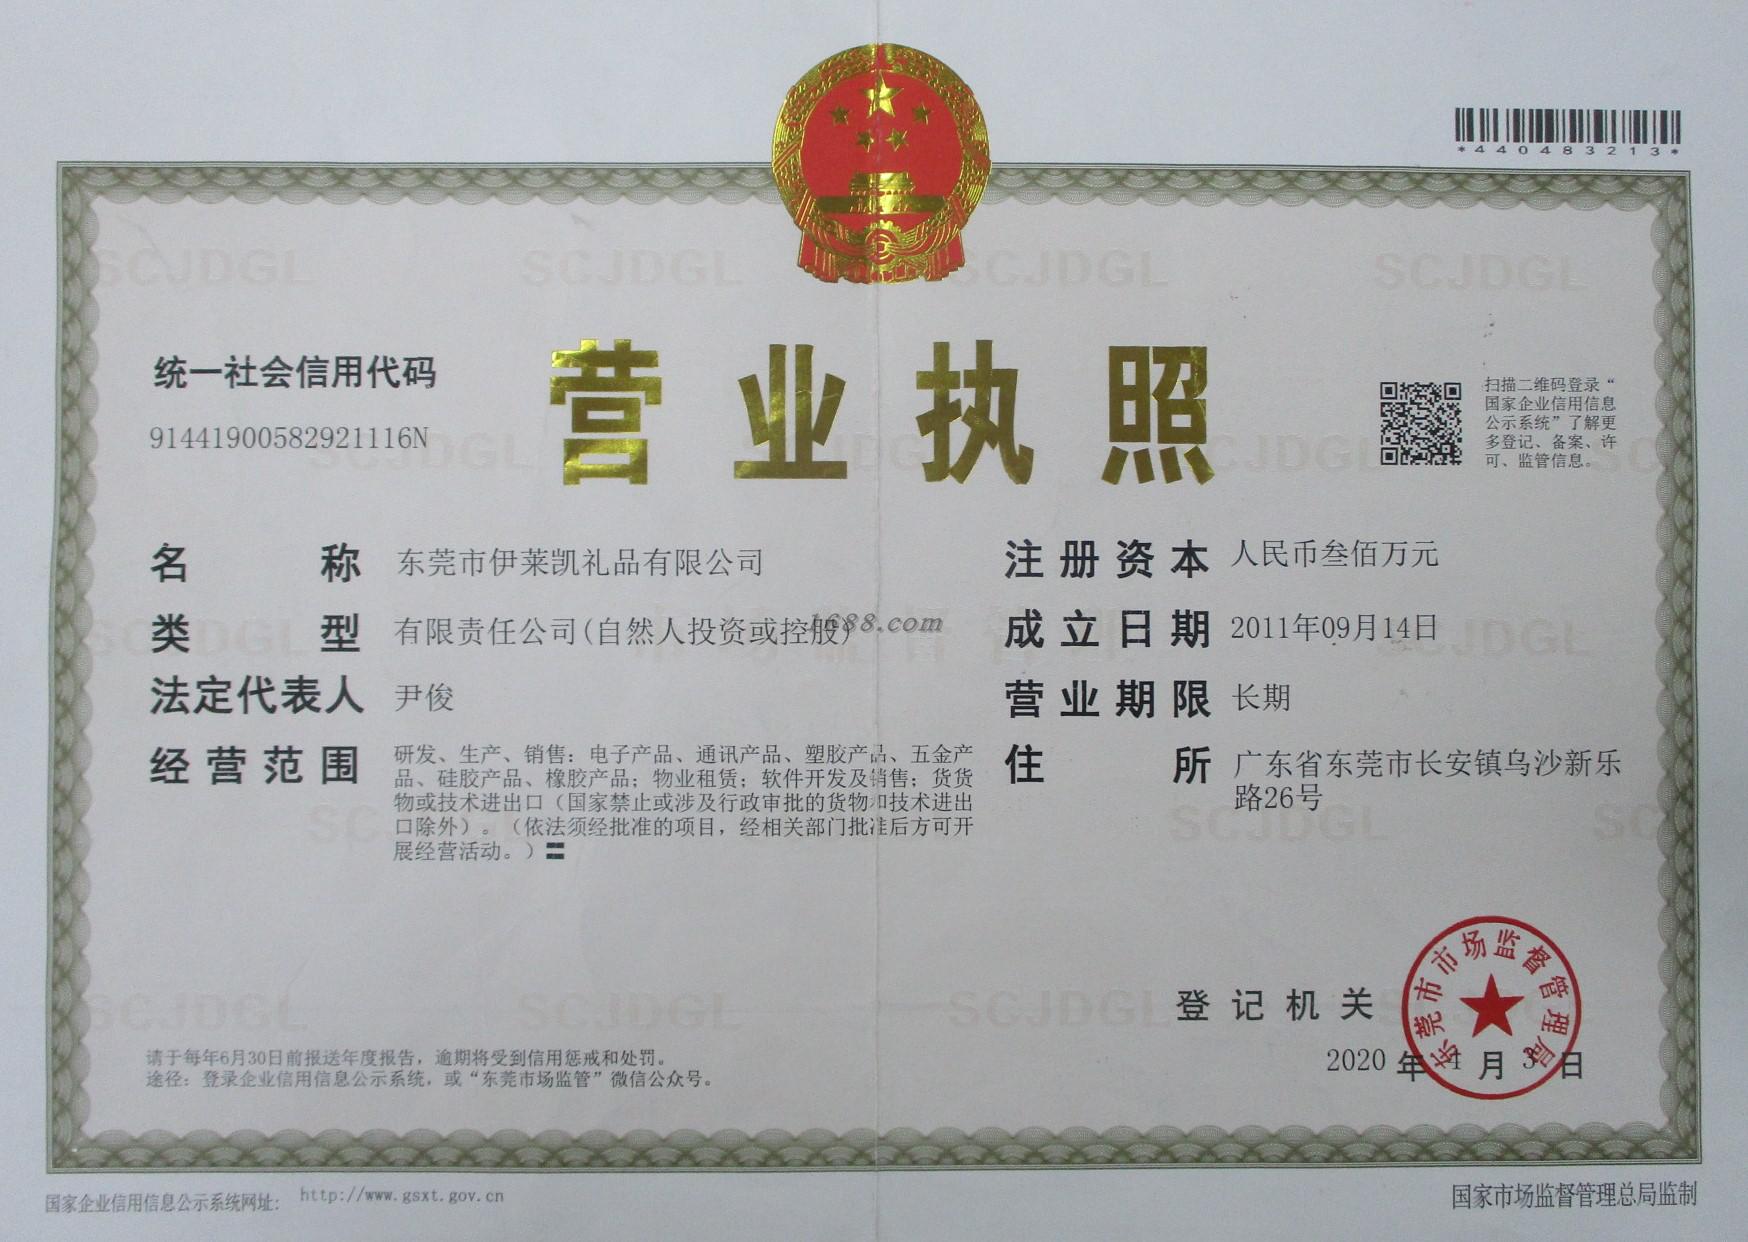 *440483213*
营业执照
统一社会信用代码
91441900582921116N
扫描二维码登录“
国家企业信用信息
公示系统”了解更
多登记、备案、许
可、监管信息。
名称 东莞市伊莱凯礼品有限公司
类型 有限责任公司(自然人投资或控股)
法定代表人 尹俊
经营范围 研发、生产、销售：电子产品、通讯产品、塑胶产品、五金产
品、硅胶产品、橡胶产品；物业租赁；软件开发及销售；货货
物或技术进出口（国家禁止或涉及行政审批的货物和技术进出
口除外）。（依法须经批准的项目，经相关部门批准后方可开
展经营活动。）
注册资本 人民币叁佰万元
成立日期 2011年09月14日
营业期限 长期
住所 广东省东莞市长安镇乌沙新乐
路26号
1688.com
登记机关
东莞市市场监督管理局
2020 年 4 月 3 日
请于每年6月30日前报送年度报告，逾期将受到信用惩戒和处罚。
途径：登录企业信用信息公示系统，或“东莞市场监管”微信公众号。
国家企业信用信息公示系统网址： http://www.gsxt.gov.cn
国家市场监督管理总局监制
SCJDGL